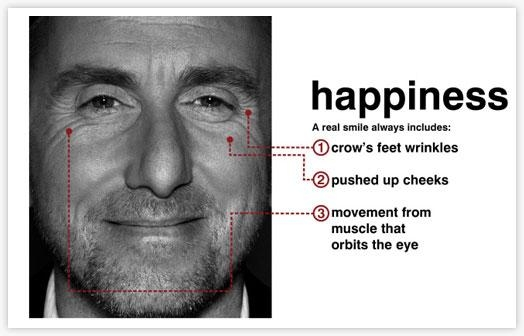 happiness
A real smile always includes:
1 crow's feet wrinkles
2 pushed up cheeks
3 movement from
muscle that
orbits the eye